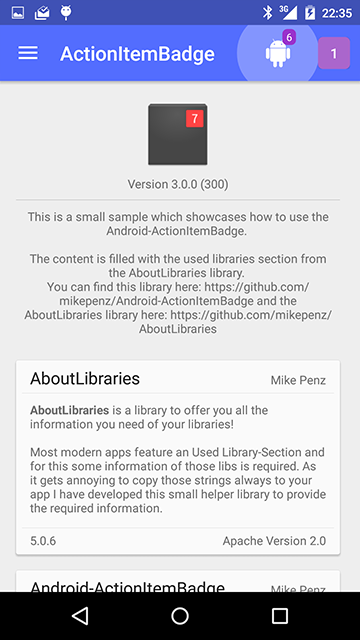 3G
22:35
ActionItemBadge
6
1
7
Version 3.0.0 (300)
This is a small sample which showcases how to use the
Android-ActionItemBadge.
The content is filled with the used libraries section from
the AboutLibraries library.
You can find this library here: https://github.com/
mikepenz/Android-ActionItemBadge and the
AboutLibraries library here: https://github.com/mikepenz/
AboutLibraries
AboutLibraries
Mike Penz
AboutLibraries is a library to offer you all the
information you need of your libraries!
Most modern apps feature an Used Library-Section and
for this some information of those libs is required. As
it gets annoying to copy those strings always to your
app I have developed this small helper library to provide
the required information.
5.0.6
Apache Version 2.0
Android-ActionItemBadge
Mike Penz